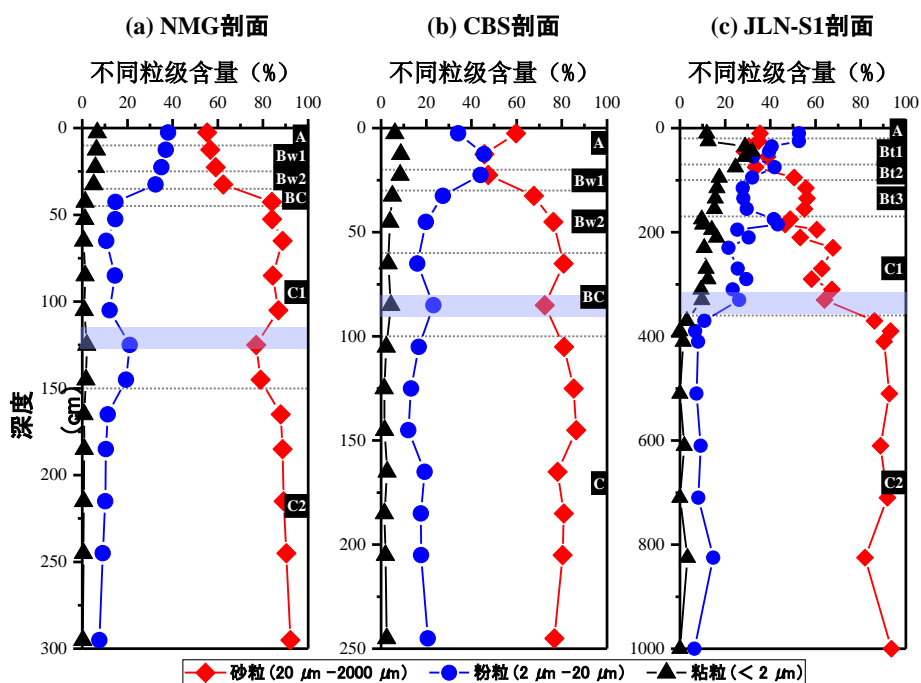 (a) NMG剖面
(b) CBS剖面
(c) JLN-S1剖面
不同粒级含量（%）
不同粒级含量（%）
不同粒级含量（%）
0 20 40 60 80 100
0 20 40 60 80 100
0 20 40 60 80 100
深度（cm）
0
50
100
150
200
250
300
A
Bw1
Bw2
BC
C1
C2
0
50
100
150
200
250
A
Bw1
Bw2
BC
C
0
200
400
600
800
1000
A
Bt1
Bt2
Bt3
C1
C2
砂粒(20 μm-2000 μm) 粉粒(2 μm-20 μm) 粘粒(< 2 μm)